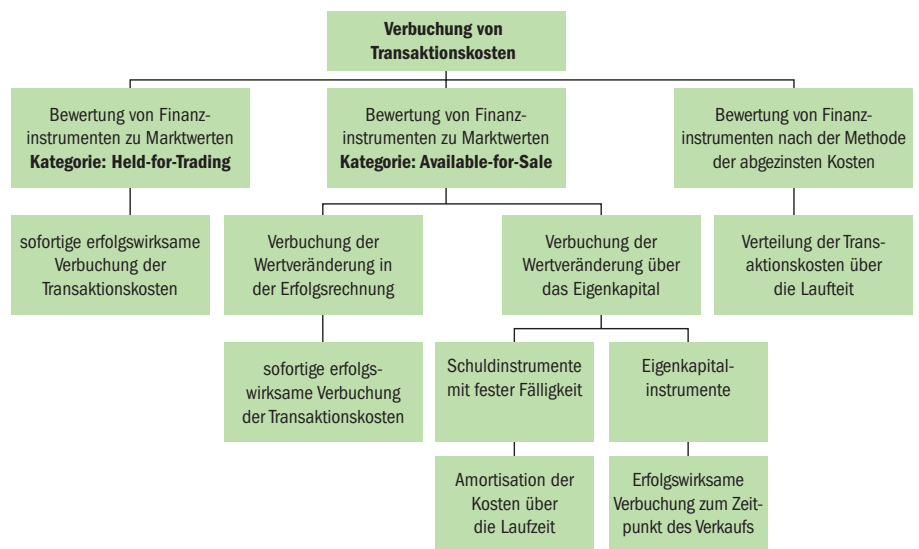 Verbuchung von
Transaktionskosten
Bewertung von Finanz-
instrumenten zu Marktwerten
Kategorie: Held-for-Trading
Bewertung von Finanz-
instrumenten zu Marktwerten
Kategorie: Available-for-Sale
Bewertung von Finanz-
instrumenten nach der Methode
der abgezinsten Kosten
sofortige erfolgswirksame
Verbuchung der
Transaktionskosten
Verbuchung der
Wertveränderung in
der Erfolgsrechnung
Verbuchung der
Wertveränderung über
das Eigenkapital
Verteilung der Trans-
aktionskosten über
die Laufteit
sofortige erfolgs-
wirksame Verbuchung
der Transaktionskosten
Schuldinstrumente
mit fester Fälligkeit
Eigenkapital-
instrumente
Amortisation der
Kosten über
die Laufzeit
Erfolgswirksame
Verbuchung zum Zeit-
punkt des Verkaufs